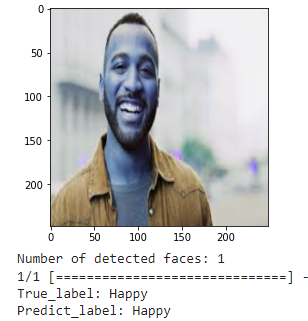 0
50
100
150
200
0 50 100 150 200
Number of detected faces: 1
1/1 [==============================] -
True_label: Happy
Predict_label: Happy